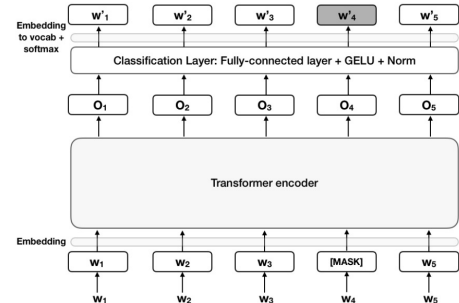 Embedding
to vocab +
softmax
w'1 w'2 w'3 w'4 w'5
Classification Layer: Fully-connected layer + GELU + Norm
O1 O2 O3 O4 O5
Transformer encoder
Embedding
w1 w2 w3 [MASK] w5
w1 w2 w3 w4 w5